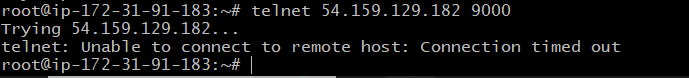 root@ip-172-31-91-183:~# telnet 54.159.129.182 9000
Trying 54.159.129.182...
telnet: Unable to connect to remote host: Connection timed out
root@ip-172-31-91-183:~#